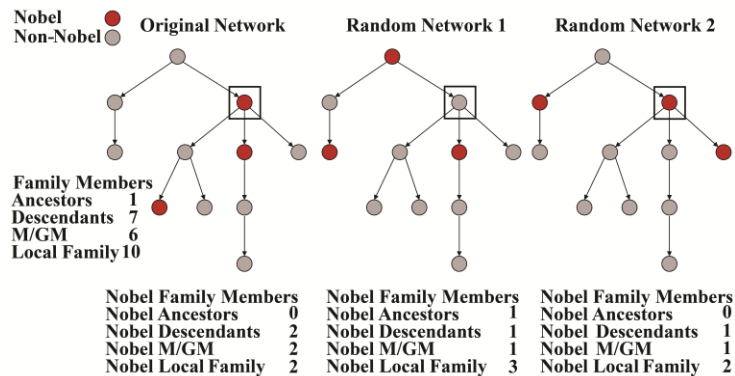 Nobel
Non-Nobel
Original Network
Random Network 1
Random Network 2
Family Members
Ancestors 1
Descendants 7
M/GM 6
Local Family 10
Nobel Family Members
Nobel Ancestors 0
Nobel Descendants 2
Nobel M/GM 2
Nobel Local Family 2
Nobel Family Members
Nobel Ancestors 1
Nobel Descendants 1
Nobel M/GM 1
Nobel Local Family 3
Nobel Family Members
Nobel Ancestors 0
Nobel Descendants 1
Nobel M/GM 1
Nobel Local Family 2